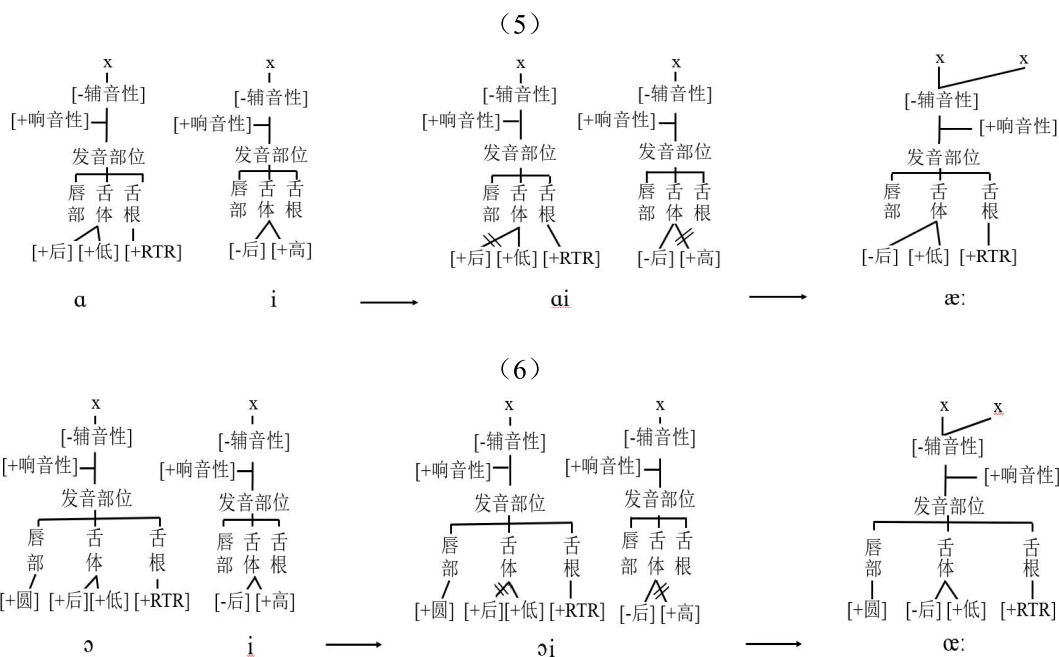 （5）
x x x x x x
[-辅音性] [-辅音性] [-辅音性] [-辅音性] [-辅音性]
[+响音性] [+响音性] [+响音性] [+响音性] [+响音性]
发音部位 发音部位 发音部位 发音部位 发音部位
唇部 舌体 舌根 唇部 舌体 舌根 唇部 舌体 舌根 唇部 舌体 舌根 唇部 舌体 舌根
[+后] [+低] [+RTR] [-后] [+高] [+后] [+低] [+RTR] [-后] [+高] [-后] [+低] [+RTR]
ɑ i ɑi æː
（6）
x x x x x x
[-辅音性] [-辅音性] [-辅音性] [-辅音性] [-辅音性]
[+响音性] [+响音性] [+响音性] [+响音性] [+响音性]
发音部位 发音部位 发音部位 发音部位 发音部位
唇部 舌体 舌根 唇部 舌体 舌根 唇部 舌体 舌根 唇部 舌体 舌根 唇部 舌体 舌根
[+圆] [+后][+低] [+RTR] [-后] [+高] [+圆] [+后][+低] [+RTR] [-后] [+高] [+圆] [-后] [+低] [+RTR]
ɔ i ɔi œː